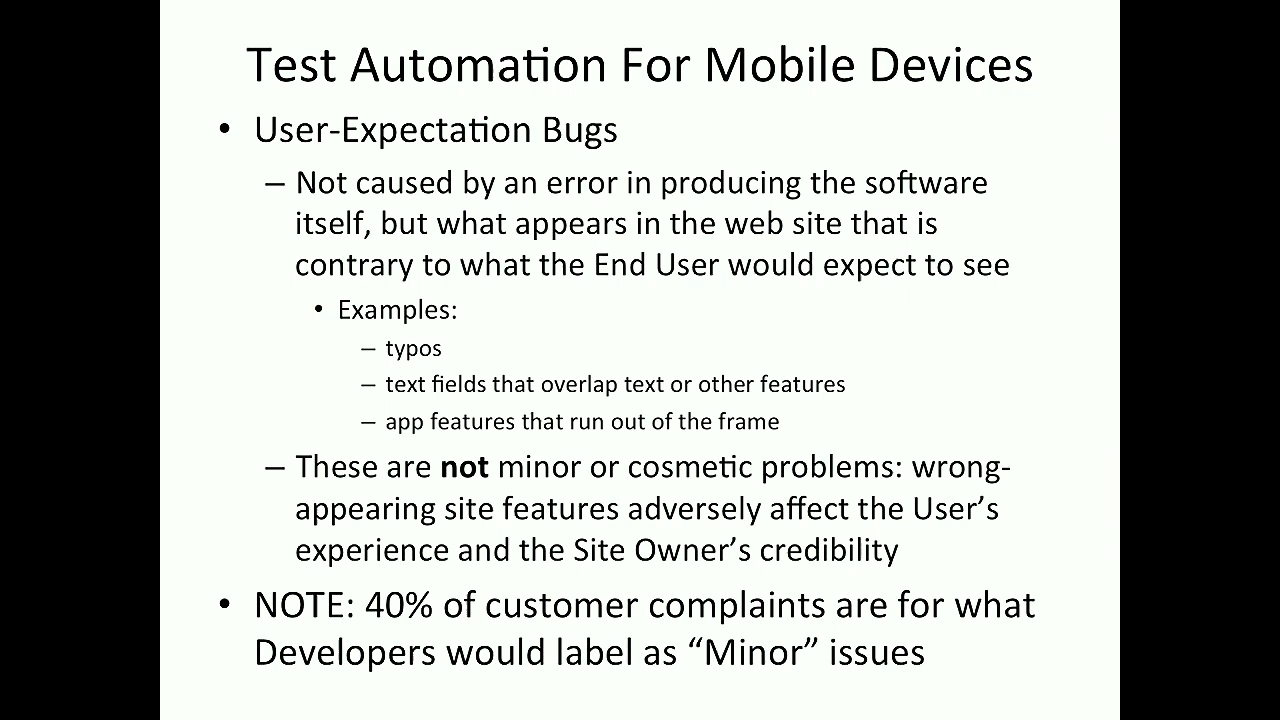 Test Automation For Mobile Devices
• User-Expectation Bugs
– Not caused by an error in producing the software
itself, but what appears in the web site that is
contrary to what the End User would expect to see
• Examples:
– typos
– text fields that overlap text or other features
– app features that run out of the frame
– These are not minor or cosmetic problems: wrong-
appearing site features adversely affect the User’s
experience and the Site Owner’s credibility
• NOTE: 40% of customer complaints are for what
Developers would label as “Minor” issues